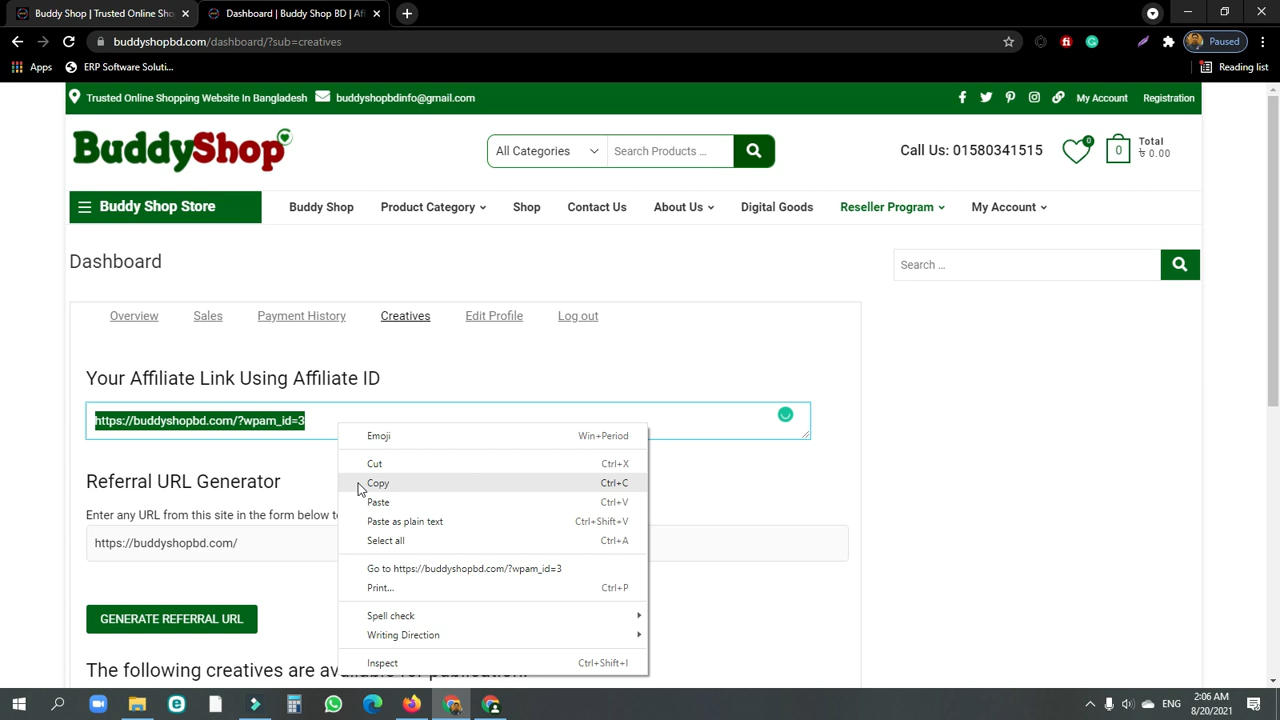 Buddy Shop | Trusted Online Sho
Dashboard | Buddy Shop BD | Aff
buddyshopbd.com/dashboard/?sub=creatives
Paused
Apps
ERP Software Soluti...
Reading list
Trusted Online Shopping Website In Bangladesh
buddyshopbdinfo@gmail.com
My Account
Registration
BuddyShop
All Categories
Search Products ...
Call Us: 01580341515
0
0
Total
৳ 0.00
Buddy Shop Store
Buddy Shop
Product Category
Shop
Contact Us
About Us
Digital Goods
Reseller Program
My Account
Dashboard
Search ...
Overview
Sales
Payment History
Creatives
Edit Profile
Log out
Your Affiliate Link Using Affiliate ID
https://buddyshopbd.com/?wpam_id=3
Emoji Win+Period
Cut Ctrl+X
Copy Ctrl+C
Paste Ctrl+V
Paste as plain text Ctrl+Shift+V
Select all Ctrl+A
Go to https://buddyshopbd.com/?wpam_id=3
Print... Ctrl+P
Spell check
Writing Direction
Inspect Ctrl+Shift+I
Referral URL Generator
Enter any URL from this site in the form below t
https://buddyshopbd.com/
GENERATE REFERRAL URL
The following creatives are available for publication.
ENG
2:06 AM
8/20/2021